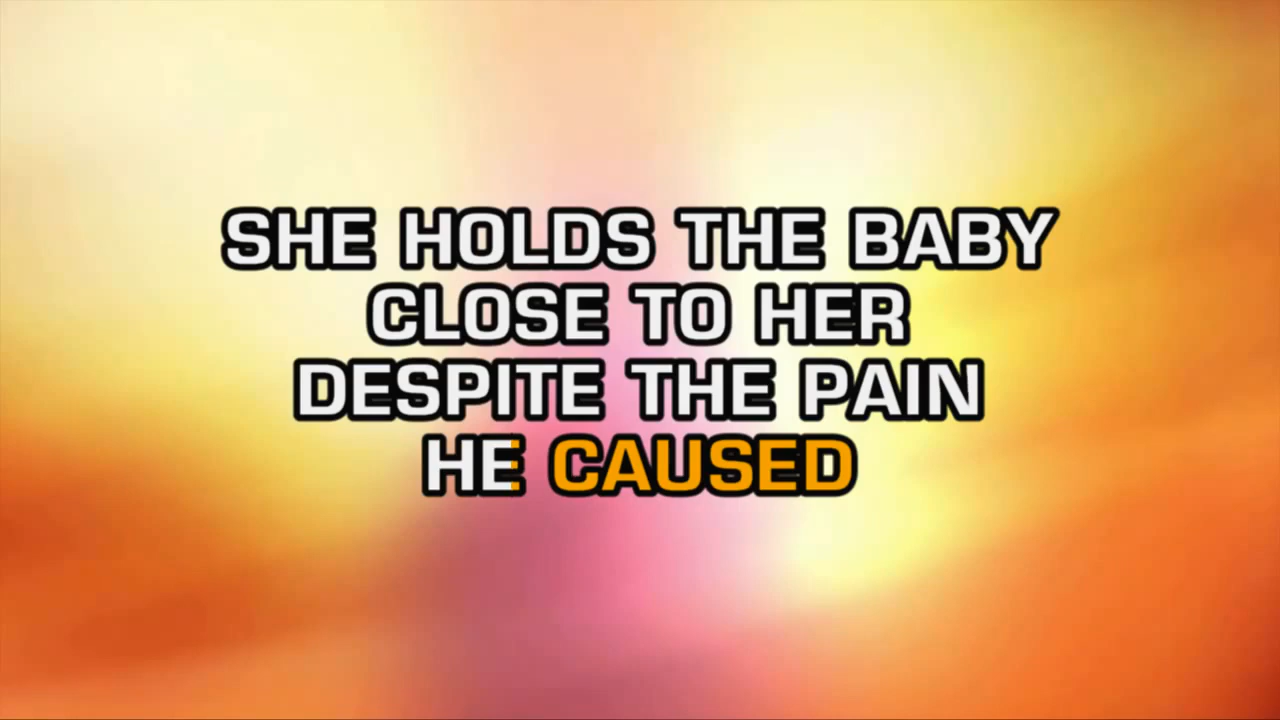 SHE HOLDS THE BABY
CLOSE TO HER
DESPITE THE PAIN
HE CAUSED